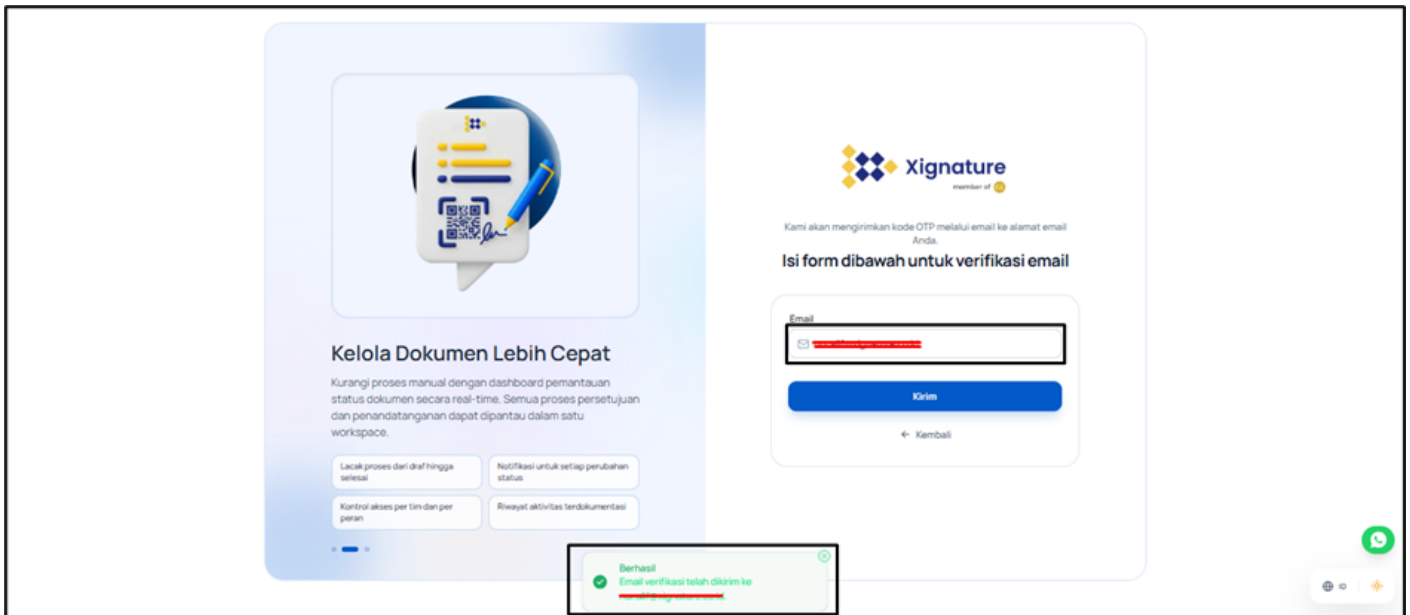 Kelola Dokumen Lebih Cepat
Kurangi proses manual dengan dashboard pemantauan
status dokumen secara real-time. Semua proses persetujuan
dan penandatanganan dapat dipantau dalam satu
workspace.
Lacak proses dari draf hingga
selesai
Notifikasi untuk setiap perubahan
status
Kontrol akses per tim dan per
peran
Riwayat aktivitas terdokumentasi
Xignature
member of
Kami akan mengirimkan kode OTP melalui email ke alamat email
Anda.
Isi form dibawah untuk verifikasi email
Email
Kirim
← Kembali
Berhasil
Email verifikasi telah dikirim ke
ID